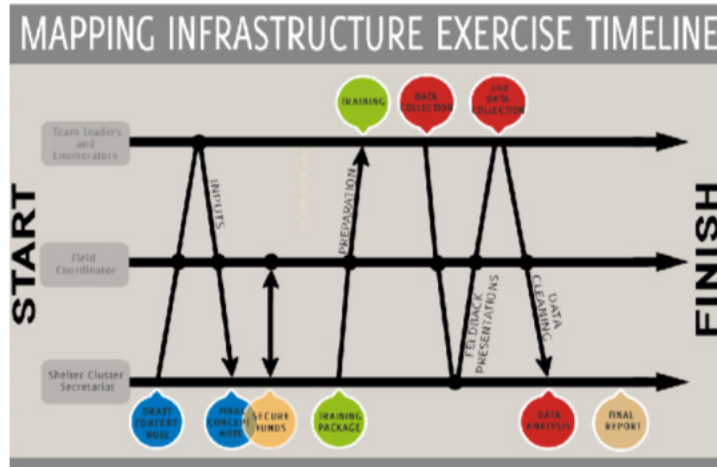 MAPPING INFRASTRUCTURE EXERCISE TIMELINE
START
FINISH
Team Leaders
and
Enumerators
Field
Coordinator
Shelter Cluster
Secretariat
TRAINING
DATA
COLLECTION
2ND
DATA
COLLECTION
INPUTS
PREPARATION
FEEDBACK
PRESENTATIONS
DATA
CLEANING
DRAFT
CONCEPT
NOTE
FINAL
CONCEPT
NOTE
SECURE
FUNDS
TRAINING
PACKAGE
DATA
ANALYSIS
FINAL
REPORT